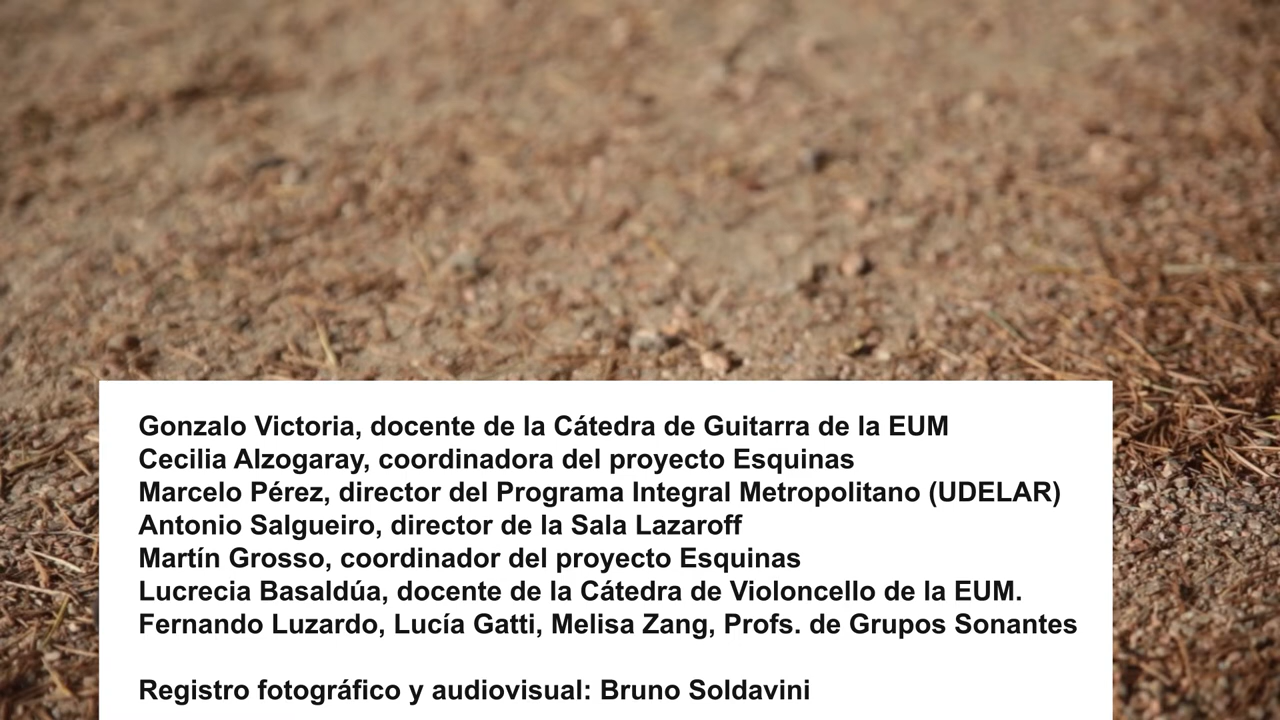 Gonzalo Victoria, docente de la Cátedra de Guitarra de la EUM
Cecilia Alzogaray, coordinadora del proyecto Esquinas
Marcelo Pérez, director del Programa Integral Metropolitano (UDELAR)
Antonio Salgueiro, director de la Sala Lazaroff
Martín Grosso, coordinador del proyecto Esquinas
Lucrecia Basaldúa, docente de la Cátedra de Violoncello de la EUM.
Fernando Luzardo, Lucía Gatti, Melisa Zang, Profs. de Grupos Sonantes
Registro fotográfico y audiovisual: Bruno Soldavini